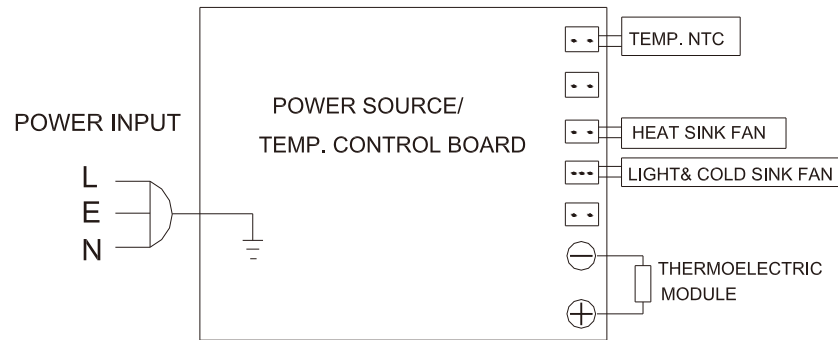 TEMP. NTC
POWER SOURCE/
TEMP. CONTROL BOARD
POWER INPUT
L
E
N
HEAT SINK FAN
LIGHT& COLD SINK FAN
THERMOELECTRIC
MODULE